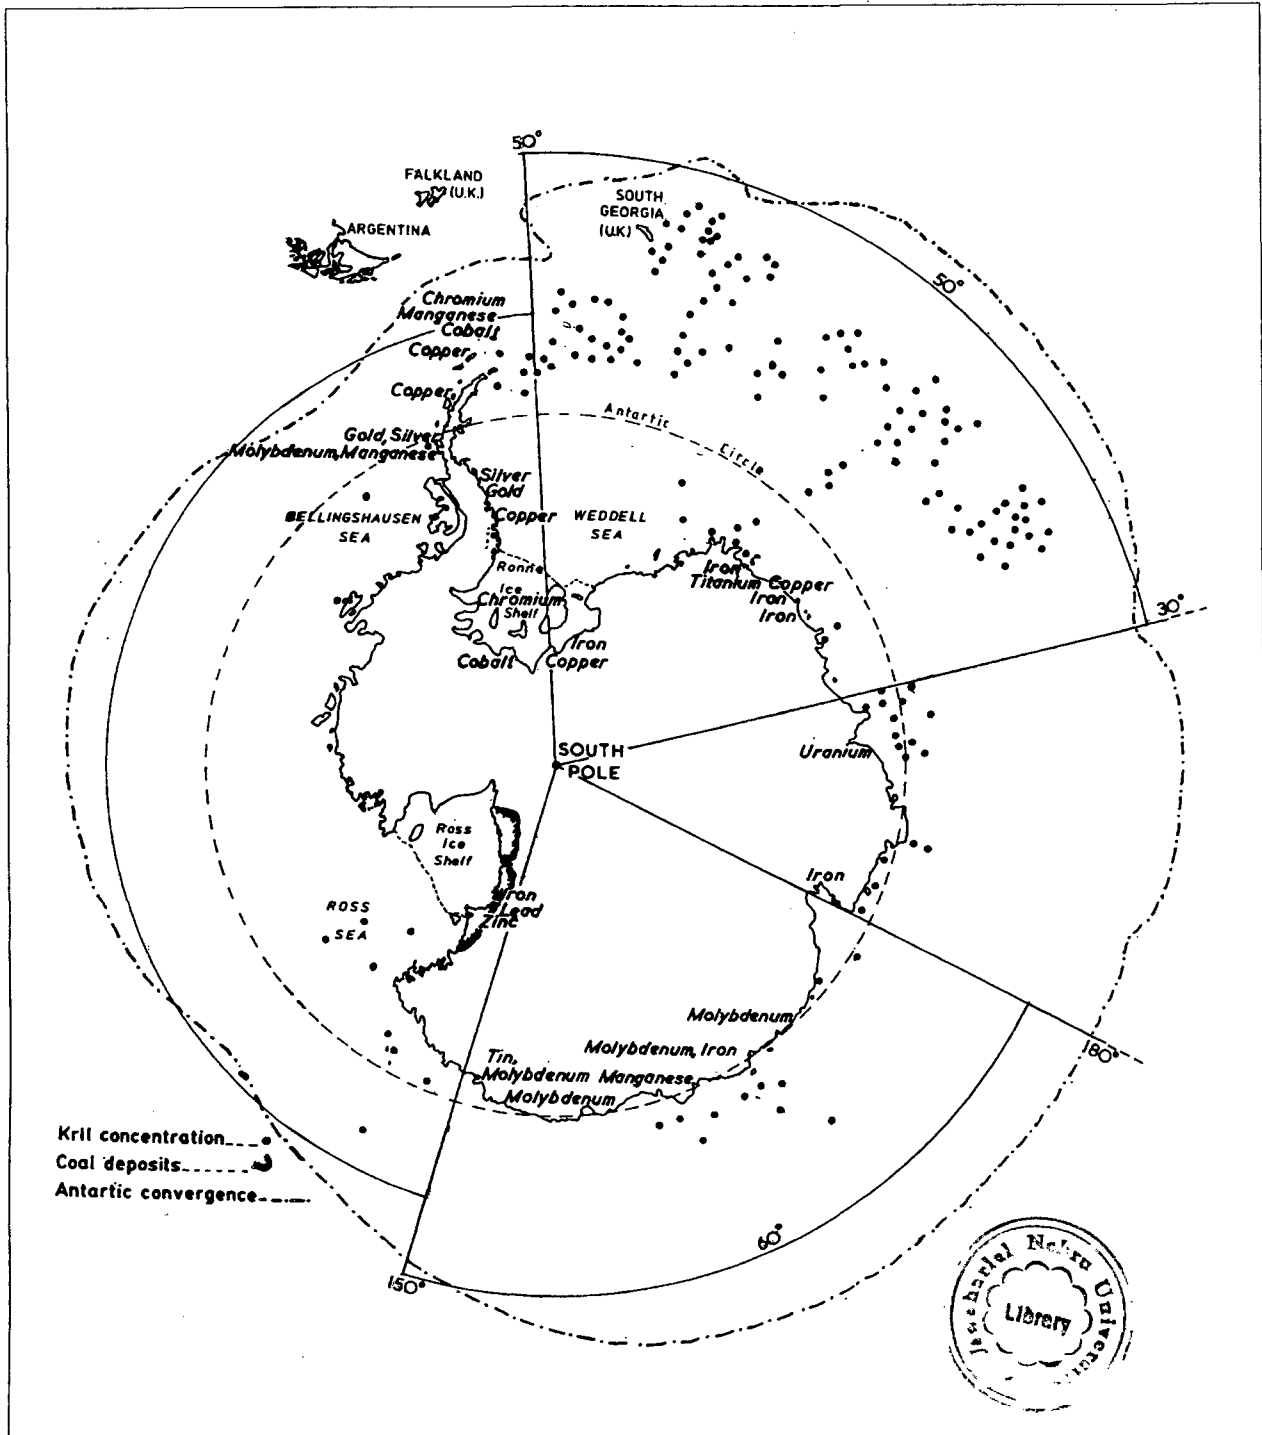 50°
FALKLAND
(U.K.)
SOUTH
GEORGIA
(U.K)
ARGENTINA
50°
Chromium
Manganese
Cobalt
Copper
Copper
Antartic
Circle
Gold, Silver
Molybdenum, Manganese
Silver
Gold
Copper
BELLINGSHAUSEN
SEA
WEDDELL
SEA
Ronne
Ice
Chromium
Shelf
Iron
Titanium Copper
Iron
Iron
30°
Iron
Cobalt Copper
SOUTH
POLE
Uranium
Ross
Ice
Shelf
Iron
Iron
Lead
Zinc
ROSS
SEA
Molybdenum
Molybdenum, Iron
180°
Tin,
Molybdenum Manganese
Molybdenum
Kril concentration
Coal deposits
Antartic convergence
60°
150°
Nehru
Library